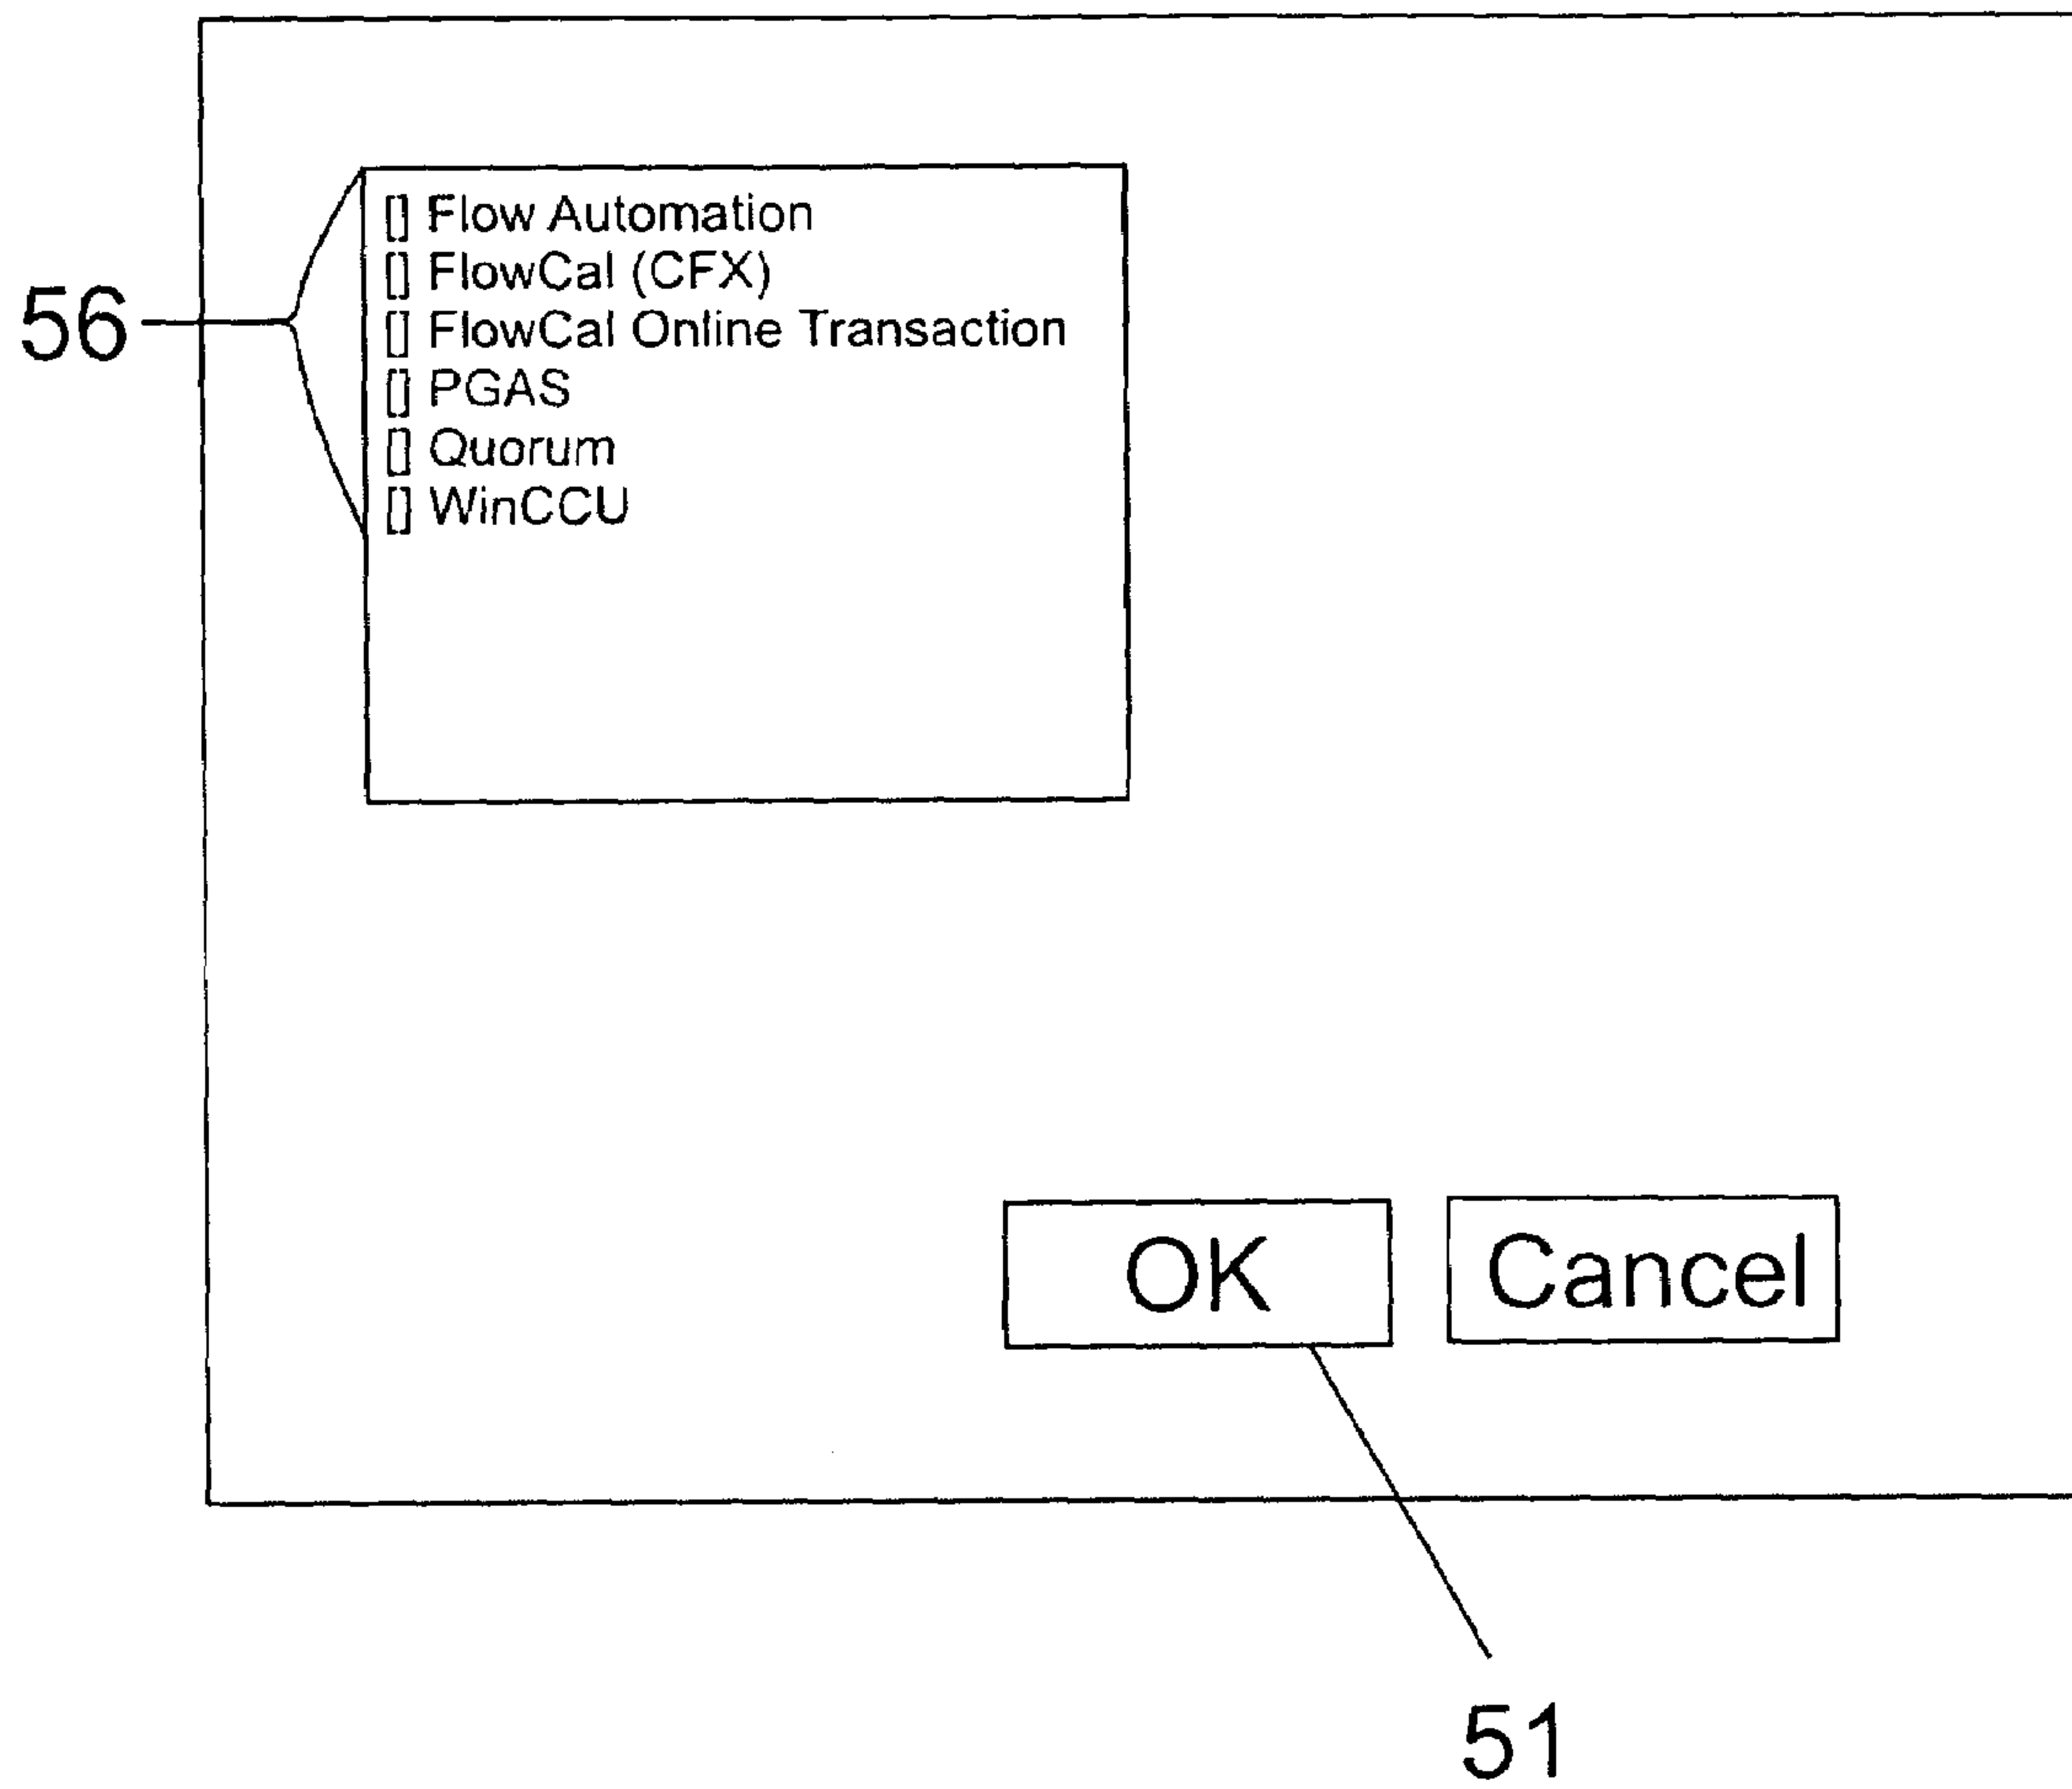 Flow Automation
FlowCal (CFX)
56
FlowCal Online Transaction
PGAS
Quorum
WinCCU
OK Cancel
51